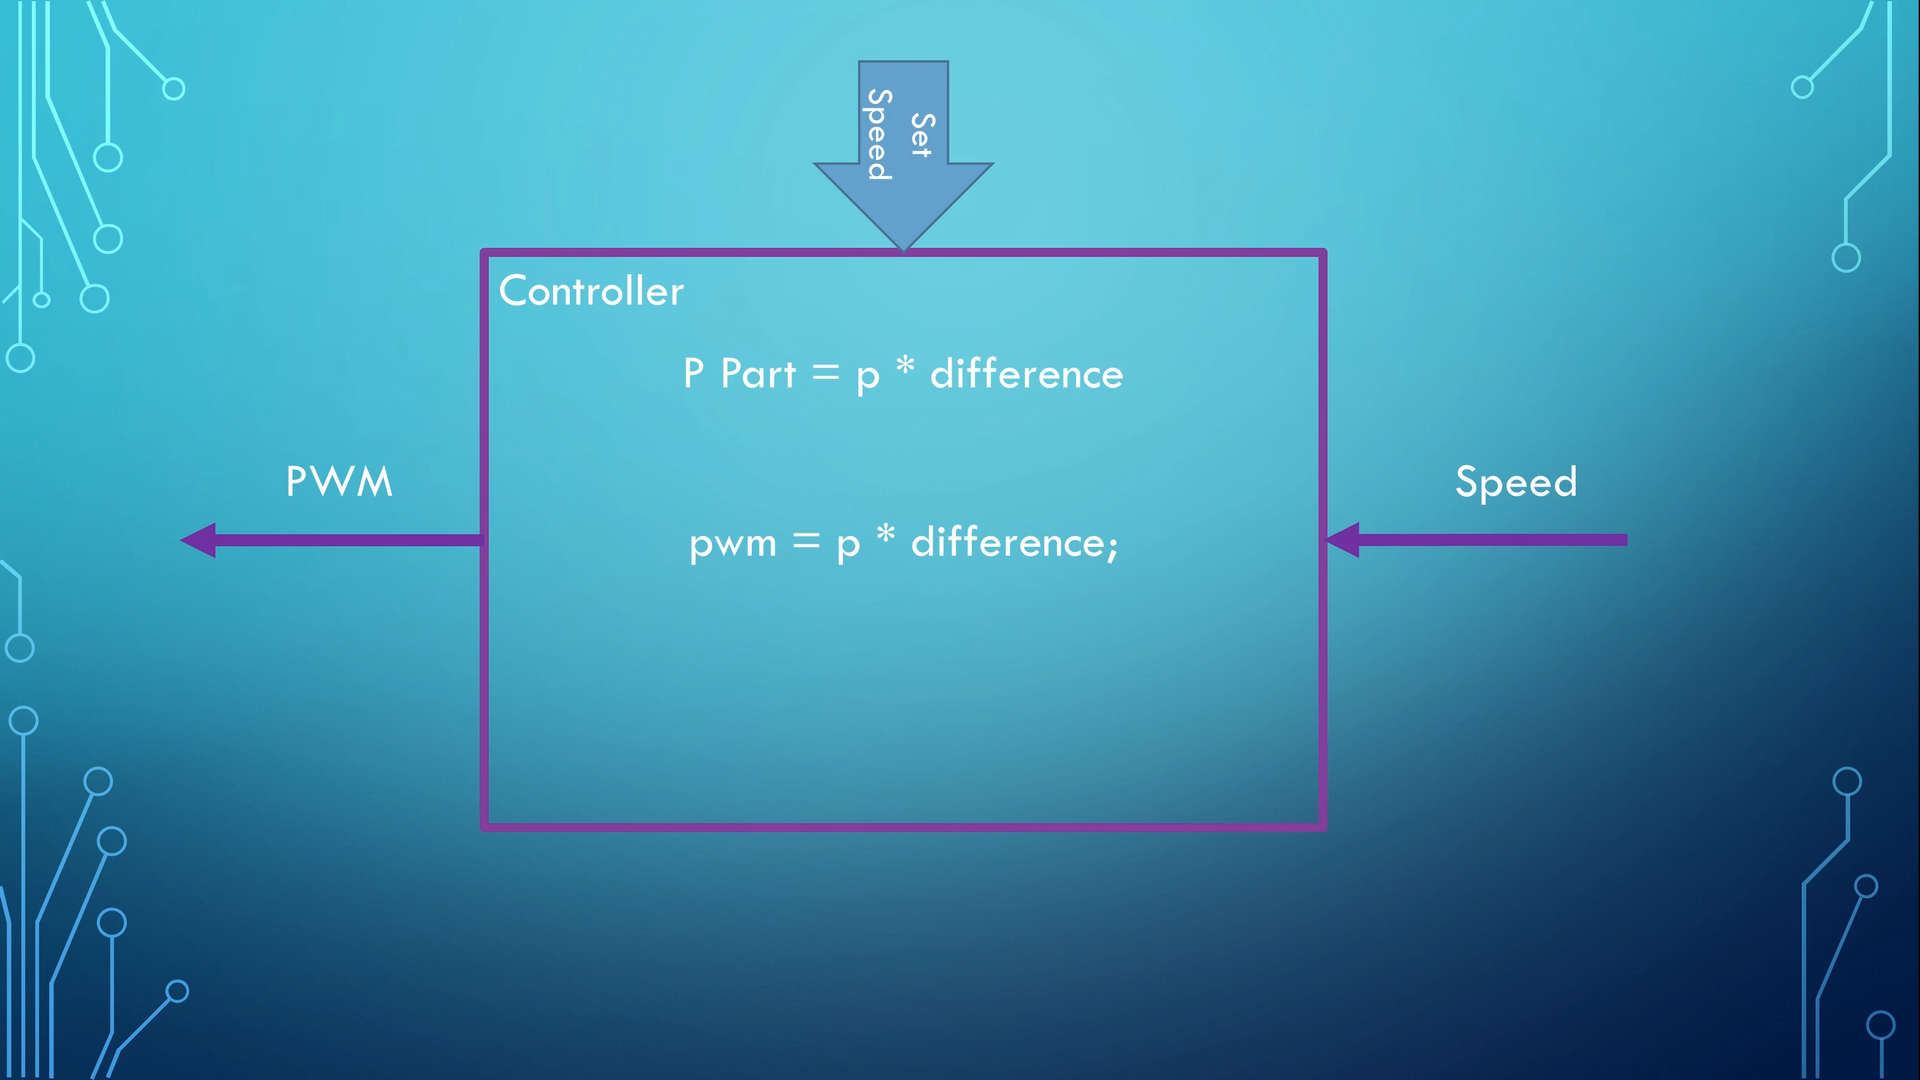 Set
Speed
Controller
P Part = p * difference
PWM
Speed
pwm = p * difference;